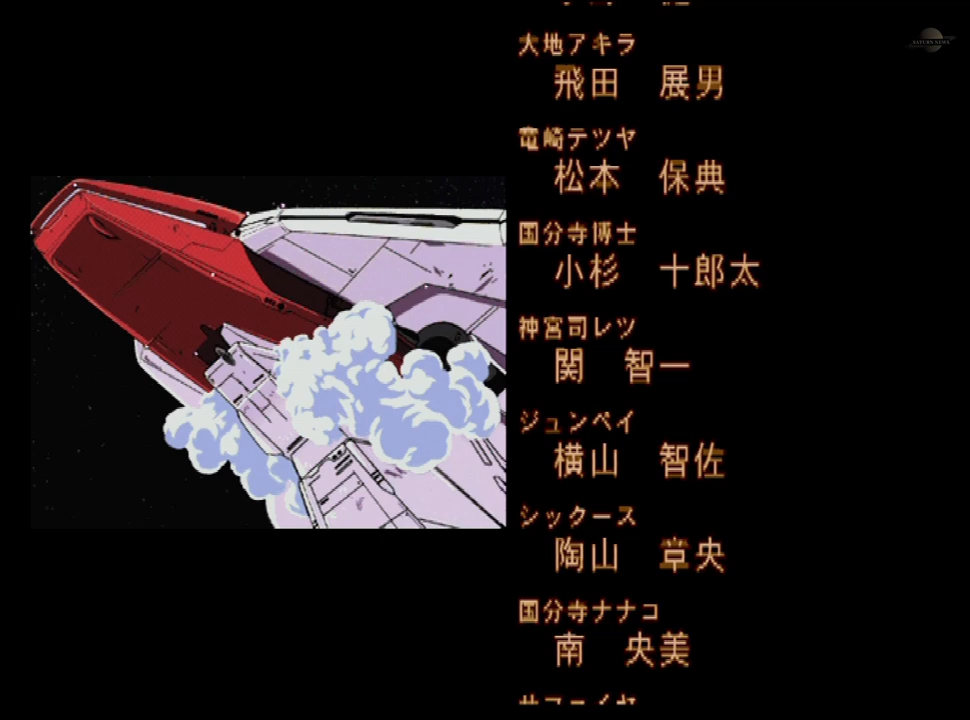 大地アキラ
飛田 展男
竜崎テツヤ
松本 保典
国分寺博士
小杉 十郎太
神宮司レツ
関 智一
ジュンペイ
横山 智佐
シックース
陶山 章央
国分寺ナナコ
南 央美
SATURN NEWS